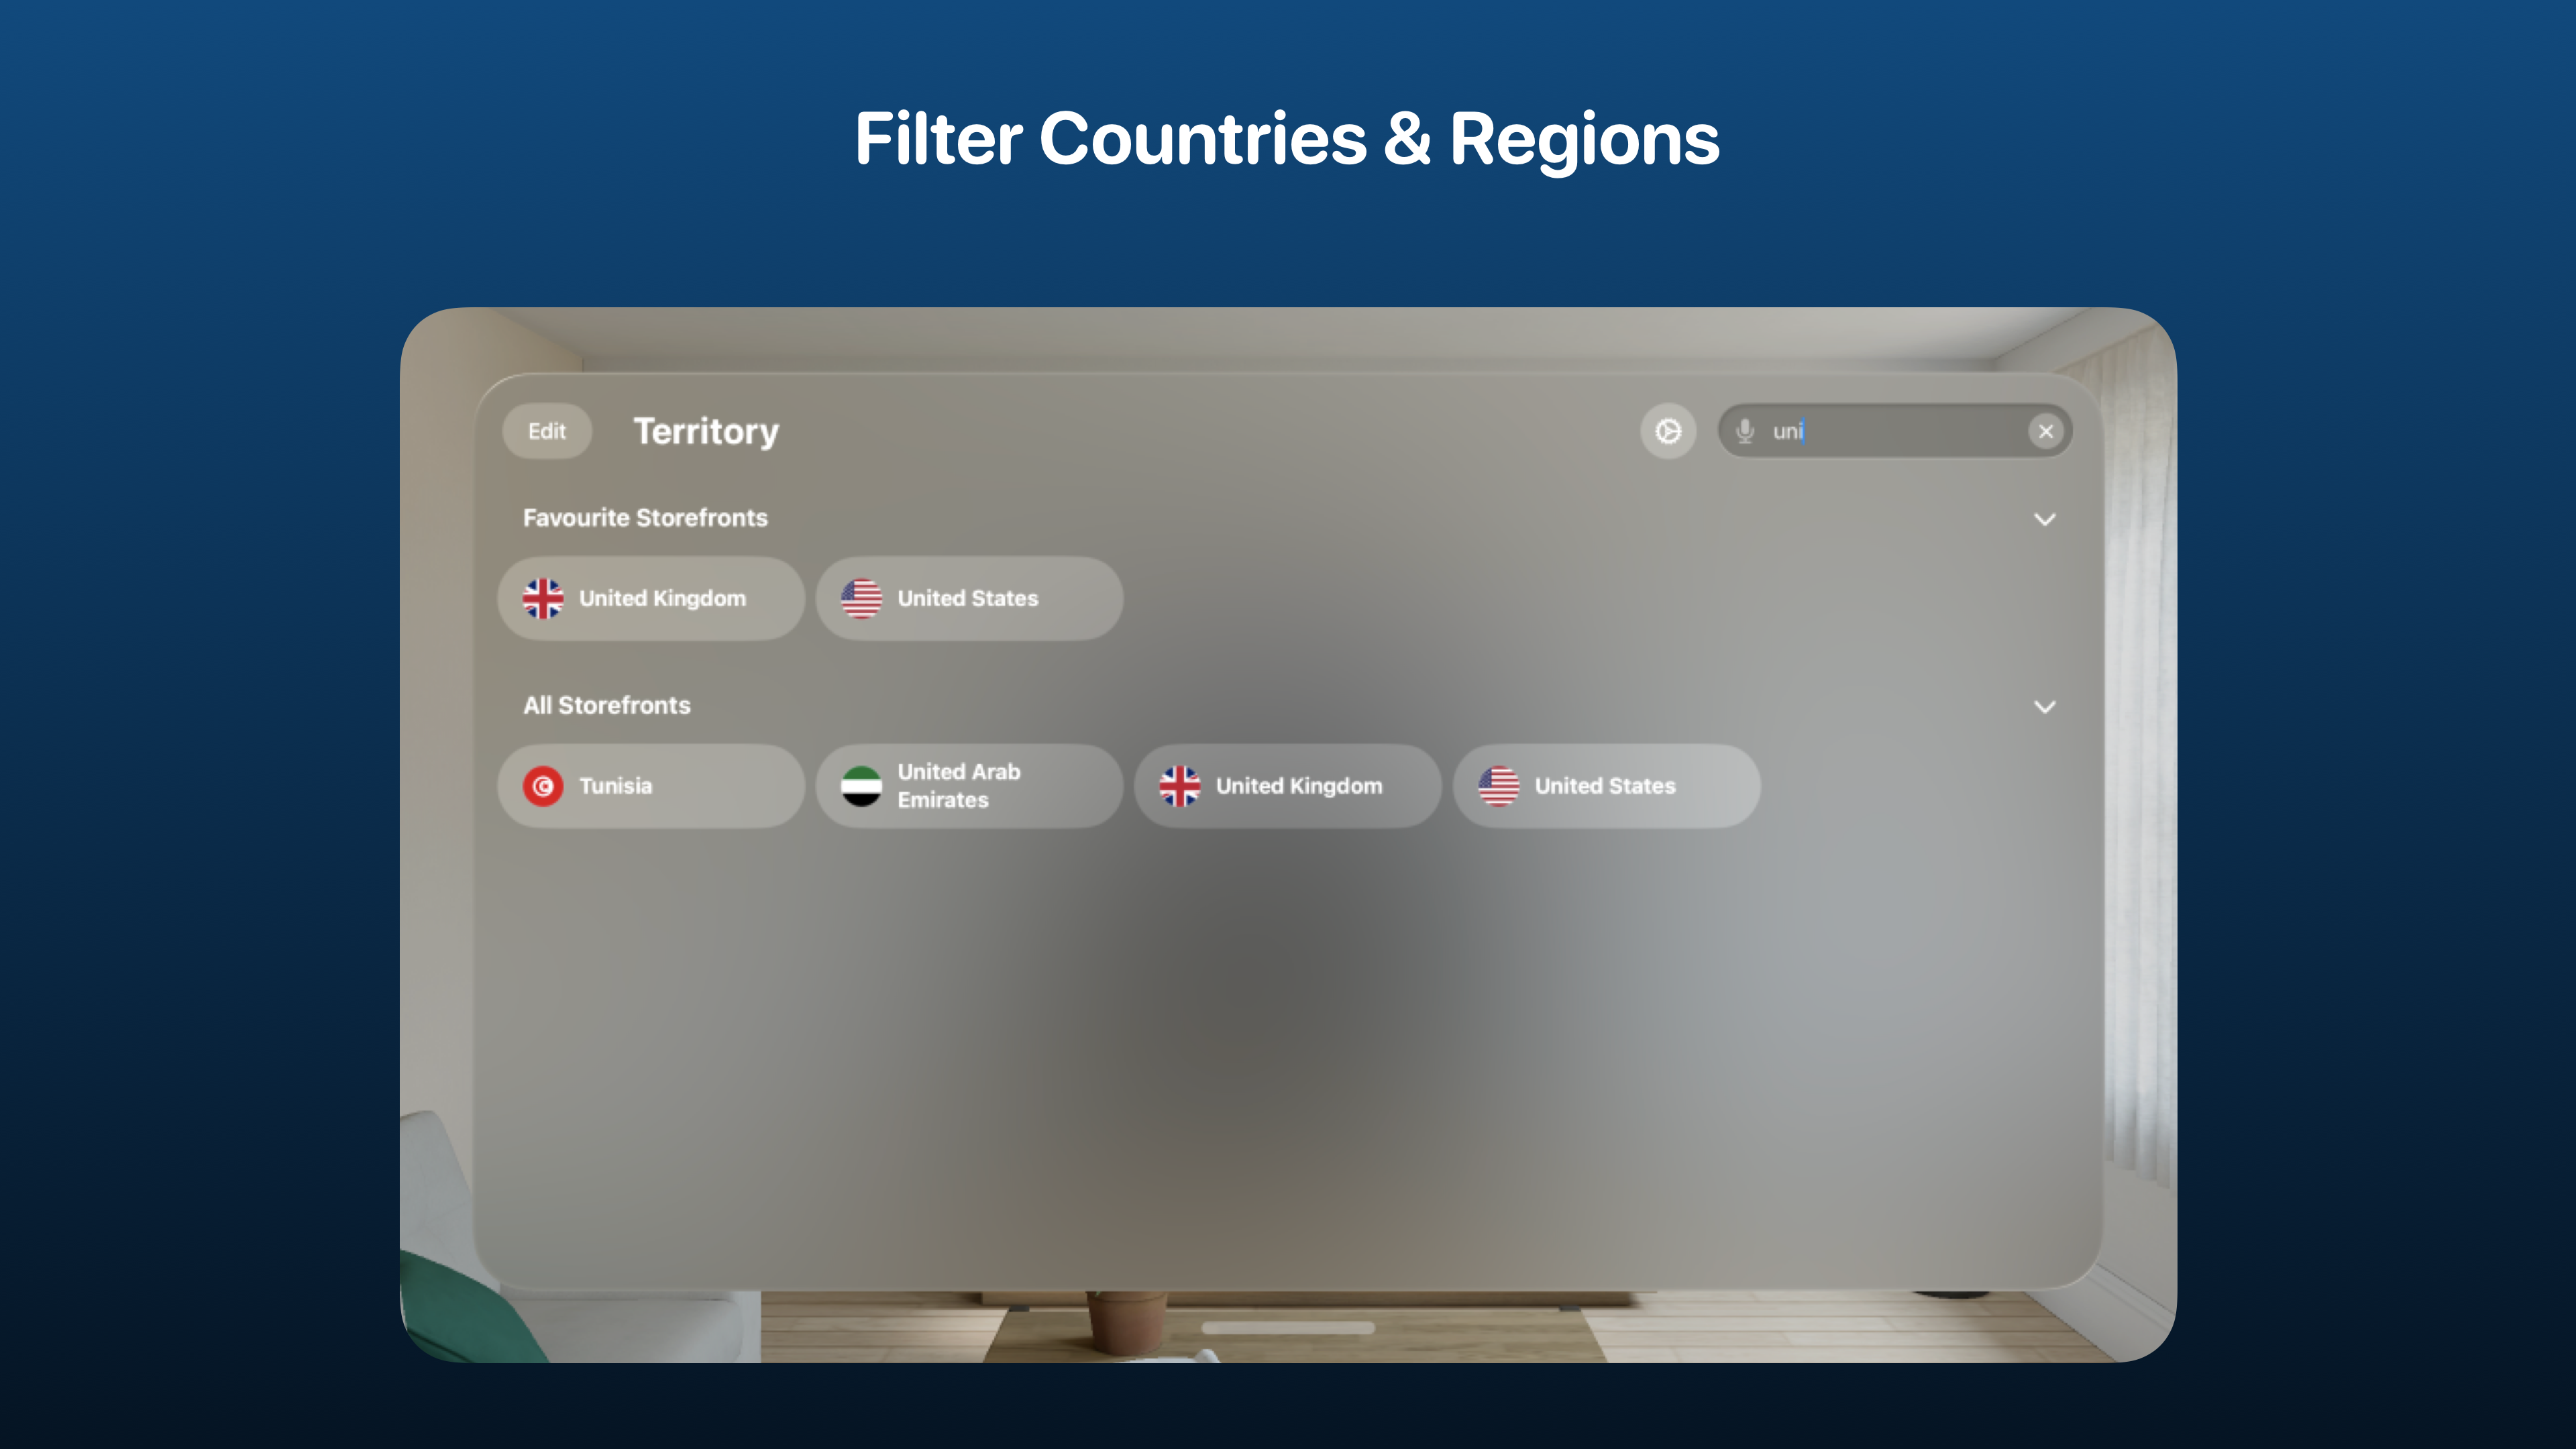 Filter Countries & Regions
Edit
Territory
uni
Favourite Storefronts
United Kingdom
United States
All Storefronts
Tunisia
United Arab
Emirates
United Kingdom
United States